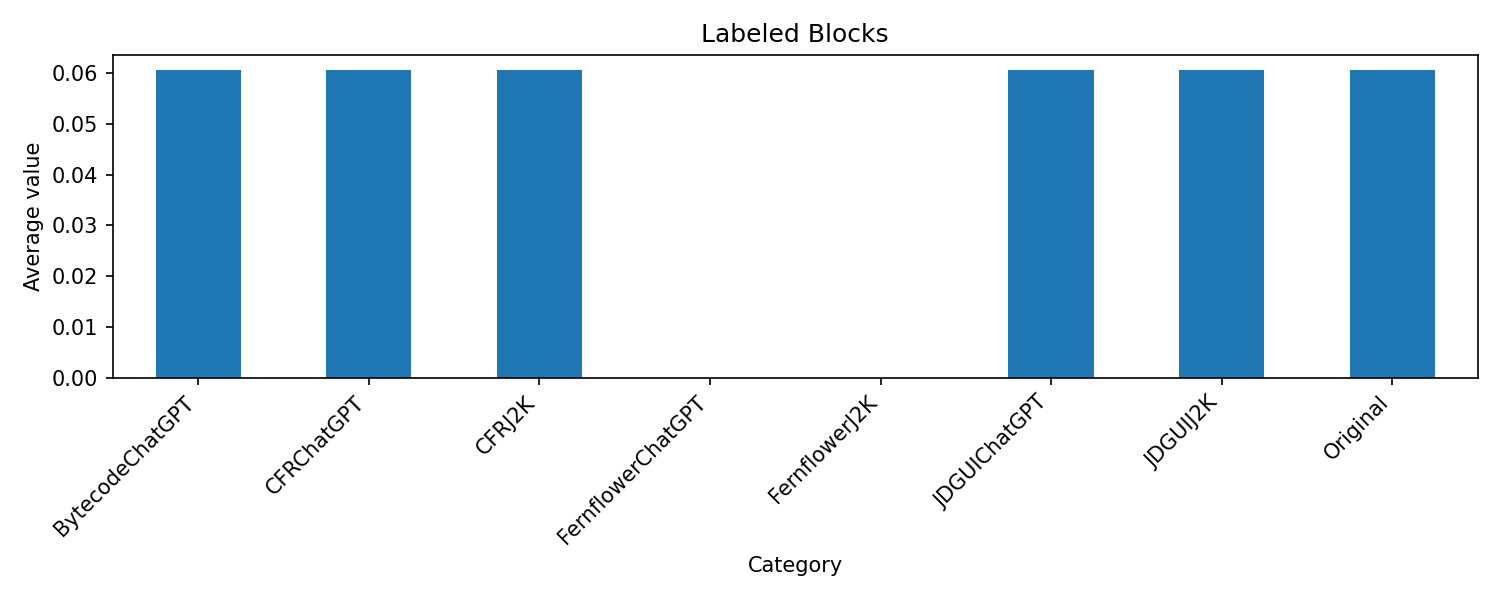 Labeled Blocks
Average value
0.06
0.05
0.04
0.03
0.02
0.01
0.00
BytecodeChatGPT
CFRChatGPT
CFRJ2K
FernflowerChatGPT
FernflowerJ2K
JDGUIChatGPT
JDGUIJ2K
Original
Category